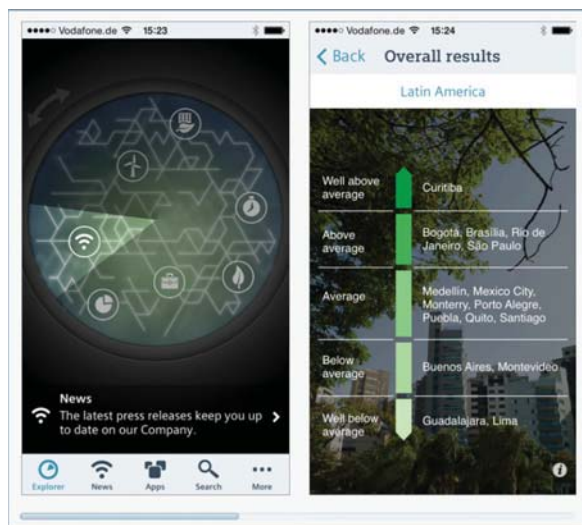 Vodafone.de 15:23
News
The latest press releases keep you up
to date on our Company.
Explorer News Apps Search More
Vodafone.de 15:24
Back Overall results
Latin America
Well above
average
Curitiba
Above
average
Bogotá, Brasília, Rio de
Janeiro, São Paulo
Average
Medellín, Mexico City,
Monterry, Porto Alegre,
Puebla, Quito, Santiago
Below
average
Buenos Aires, Montevideo
Well below
average
Guadalajara, Lima